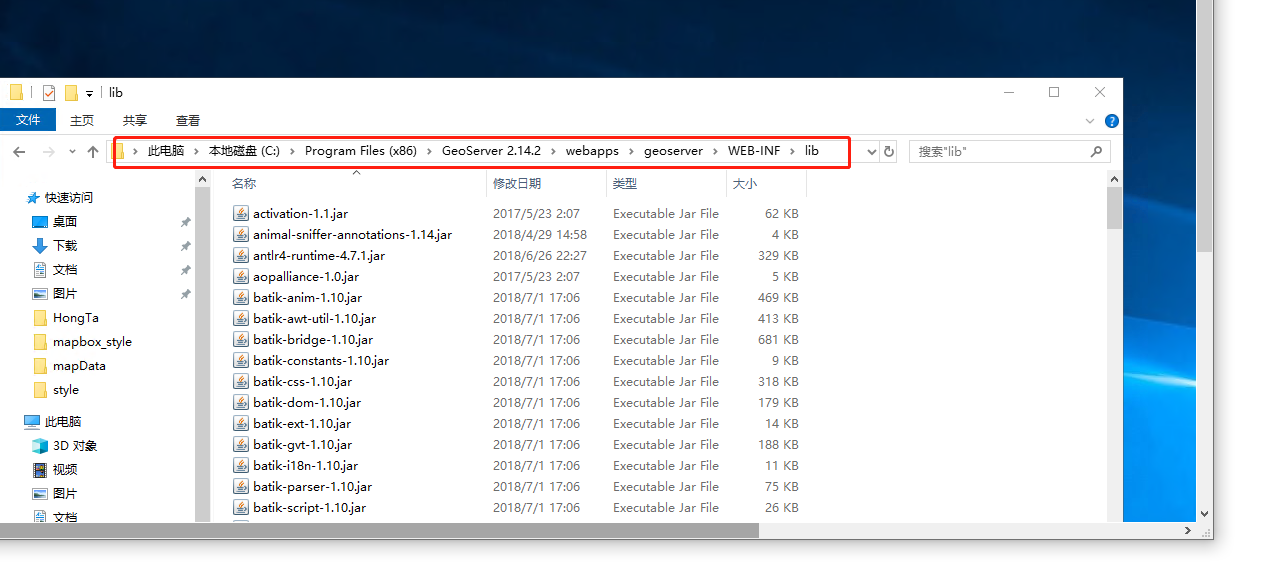 lib
文件 主页 共享 查看
此电脑 本地磁盘 (C:) Program Files (x86) GeoServer 2.14.2 webapps geoserver WEB-INF lib 搜索"lib"
名称 修改日期 类型 大小
快速访问
桌面
下载
文档
图片
HongTa
mapbox_style
mapData
style
此电脑
3D 对象
视频
图片
文档
activation-1.1.jar 2017/5/23 2:07 Executable Jar File 62 KB
animal-sniffer-annotations-1.14.jar 2018/4/29 14:58 Executable Jar File 4 KB
antlr4-runtime-4.7.1.jar 2018/6/26 22:27 Executable Jar File 329 KB
aopalliance-1.0.jar 2017/5/23 2:07 Executable Jar File 5 KB
batik-anim-1.10.jar 2018/7/1 17:06 Executable Jar File 469 KB
batik-awt-util-1.10.jar 2018/7/1 17:06 Executable Jar File 413 KB
batik-bridge-1.10.jar 2018/7/1 17:06 Executable Jar File 681 KB
batik-constants-1.10.jar 2018/7/1 17:06 Executable Jar File 9 KB
batik-css-1.10.jar 2018/7/1 17:06 Executable Jar File 318 KB
batik-dom-1.10.jar 2018/7/1 17:06 Executable Jar File 179 KB
batik-ext-1.10.jar 2018/7/1 17:06 Executable Jar File 14 KB
batik-gvt-1.10.jar 2018/7/1 17:06 Executable Jar File 188 KB
batik-i18n-1.10.jar 2018/7/1 17:06 Executable Jar File 11 KB
batik-parser-1.10.jar 2018/7/1 17:06 Executable Jar File 75 KB
batik-script-1.10.jar 2018/7/1 17:06 Executable Jar File 26 KB